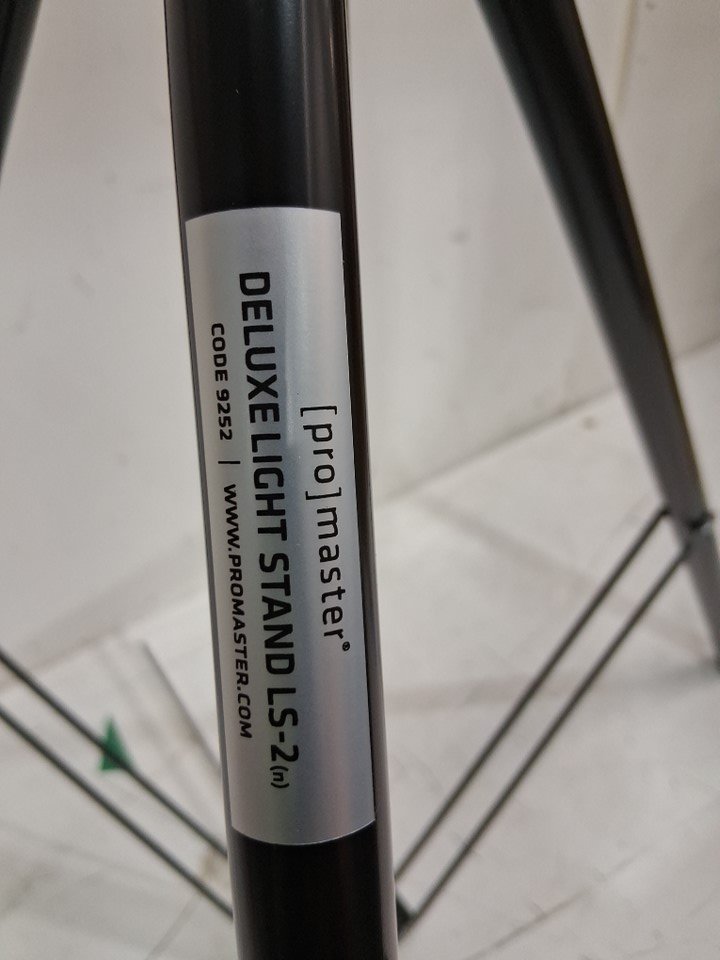 [pro]master®
DELUXE LIGHT STAND LS-2(n)
CODE 9252 | WWW.PROMASTER.COM